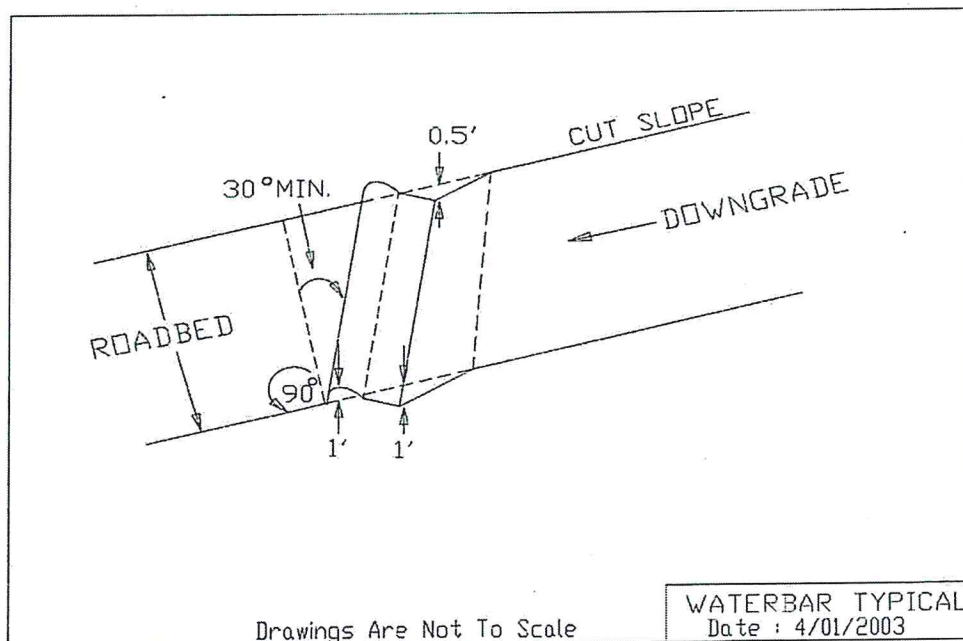 0.5'
CUT SLOPE
30° MIN.
DOWNGRADE
ROADBED
90°
1'
1'
Drawings Are Not To Scale
WATERBAR TYPICAL
Date : 4/01/2003